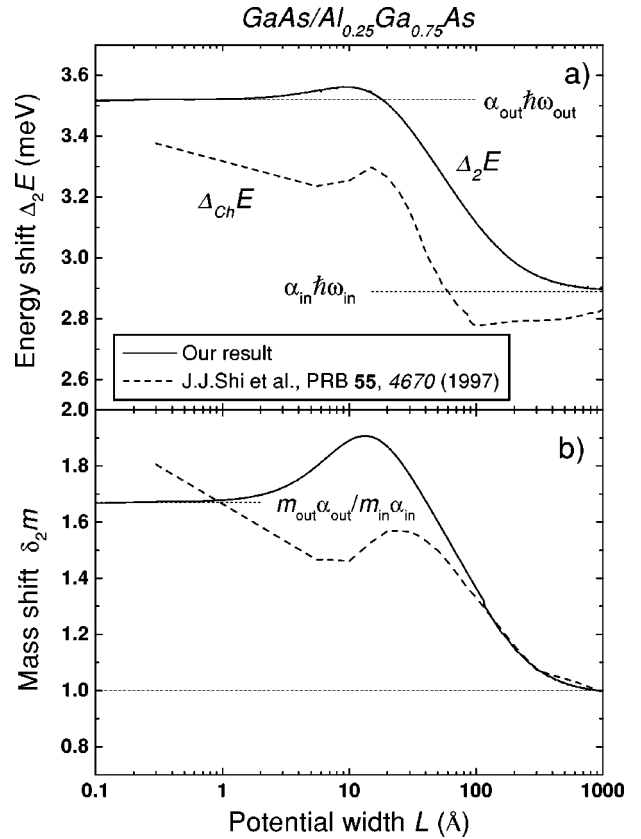 GaAs/Al0.25Ga0.75As
a)
3.6
αoutℏωout
3.4
Δ2E
ΔChE
3.2
Energy shift Δ2E (meV)
3.0
αinℏωin
2.8
Our result
2.6
J.J.Shi et al., PRB 55, 4670 (1997)
2.0
b)
1.8
moutαout/minαin
1.6
1.4
Mass shift δ2m
1.2
1.0
0.8
0.1 1 10 100 1000
Potential width L (Å)